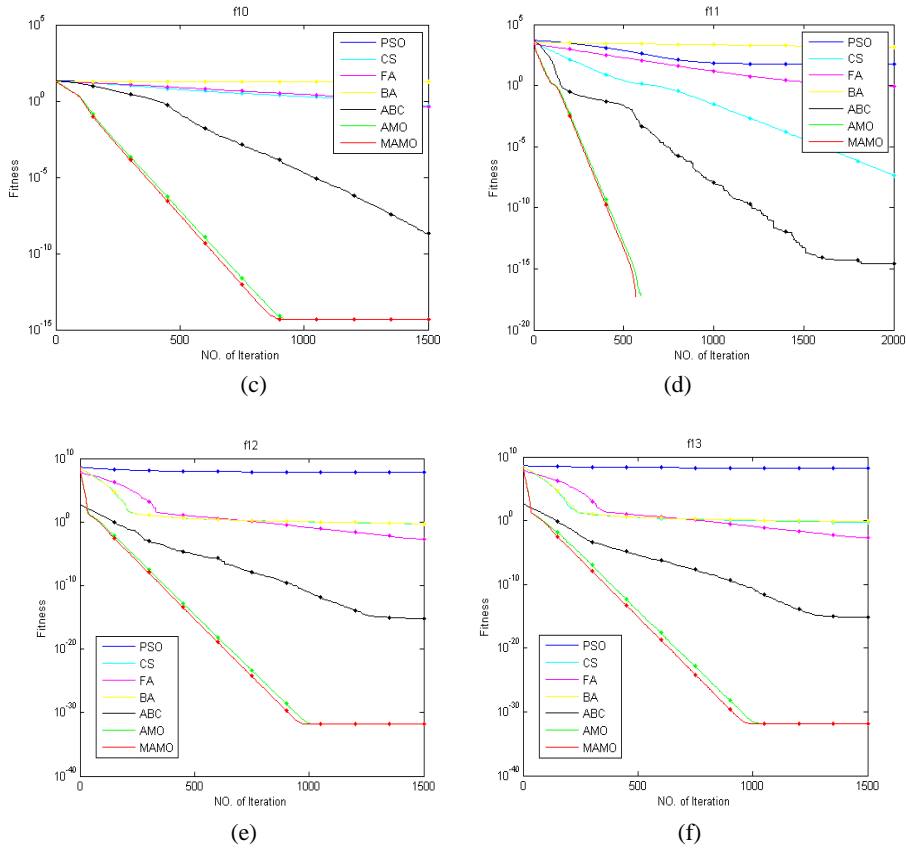 f10
10^5
10^0
10^-5
10^-10
10^-15
Fitness
0
500
1000
1500
NO. of Iteration
PSO
CS
FA
BA
ABC
AMO
MAMO
(c)
f11
10^5
10^0
10^-5
10^-10
10^-15
10^-20
Fitness
0
500
1000
1500
2000
NO. of Iteration
PSO
CS
FA
BA
ABC
AMO
MAMO
(d)
f12
10^10
10^0
10^-10
10^-20
10^-30
10^-40
Fitness
0
500
1000
1500
NO. of Iteration
PSO
CS
FA
BA
ABC
AMO
MAMO
(e)
f13
10^10
10^0
10^-10
10^-20
10^-30
10^-40
Fitness
0
500
1000
1500
NO. of Iteration
PSO
CS
FA
BA
ABC
AMO
MAMO
(f)